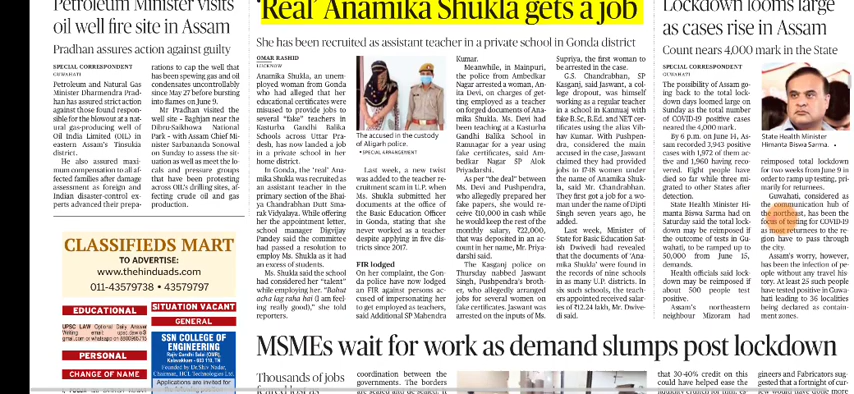 Petroleum Minister visits
oil well fire site in Assam
Pradhan assures action against guilty
SPECIAL CORRESPONDENT
GUWAHATI
Petroleum and Natural Gas
Minister Dharmendra Prad-
han has assured strict action
against those found respon-
sible for the blowout at a nat-
ural gas-producing well of
Oil India Limited (OIL) in
eastern Assam's Tinsukia
district.
He also assured maxi-
mum compensation to all af-
fected families after damage
assessment as foreign and
Indian disaster-control ex-
perts advanced their prepa-
rations to cap the well that
has been spewing gas and oil
condensates uncontrollably
since May 27 before bursting
into flames on June 9.
Mr Pradhan visited the
well site - Baghjan near the
Dibru-Saikhowa National
Park - with Assam Chief Mi-
nister Sarbananda Sonowal
on Sunday to assess the si-
tuation as well as meet the lo-
cals and pressure groups
that have been protesting
across OIL's drilling sites, af-
fecting crude oil and gas
production.
CLASSIFIEDS MART
TO ADVERTISE:
www.thehinduads.com
011-43579738 • 43579797
EDUCATIONAL
UPSC LAW Optional Daily Answer
Writing email: upsc.dawio@
gmail.com or whatsapp on 8860965715
PERSONAL
CHANGE OF NAME
SITUATION VACANT
GENERAL
SSN COLLEGE OF
ENGINEERING
Rajiv Gandhi Salai (OMR),
Kalavakkam - 603 110, TN
Founded by Dr.Shiv Nadar,
Chairman, HCL Technologies Ltd.
Applications are invited for
'Real' Anamika Shukla gets a job
She has been recruited as assistant teacher in a private school in Gonda district
OMAR RASHID
LUCKNOW
Anamika Shukla, an unem-
ployed woman from Gonda
who had alleged that her
educational certificates were
misused to provide jobs to
several "fake" teachers in
Kasturba Gandhi Balika
Schools across Uttar Pra-
desh, has now landed a job
in a private school in her
home district.
In Gonda, the 'real' Ana-
mika Shukla was recruited as
an assistant teacher in the
primary section of the Bhai-
ya Chandrabhan Dutt Sma-
rak Vidyalaya. While offering
her the appointment letter,
school manager Digvijay
Pandey said the committee
had passed a resolution to
employ Ms. Shukla as it had
an excess of students.
Ms. Shukla said the school
had considered her "talent"
while employing her. "Bahut
acha lag raha hai (I am feel-
ing really good)," she told
reporters.
The accused in the custody
of Aligarh police.
• SPECIAL ARRANGEMENT
Last week, a new twist
was added to the teacher re-
cruitment scam in U.P. when
Ms Shukla submitted her
documents at the office of
the Basic Education Officer
in Gonda, stating that she
never worked as a teacher
despite applying in five dis-
tricts since 2017.
FIR lodged
On her complaint, the Gon-
da police have now lodged
an FIR against persons ac-
cused of impersonating her
to get employed as teachers,
said Additional SP Mahendra
Kumar.
Meanwhile, in Mainpuri,
the police from Ambedkar
Nagar arrested a woman, An-
ita Devi, on charges of get-
ting employed as a teacher
on forged documents of Ana-
mika Shukla. Ms. Devi had
been teaching at a Kasturba
Gandhi Balika School in
Ramnagar for a year using
fake certificates, said Am-
bedkar Nagar SP Alok
Priyadarshi.
As per "the deal" between
Ms. Devi and Pushpendra,
who allegedly prepared her
fake papers, she would re-
ceive ₹10,000 in cash while
he would keep the rest of the
monthly salary, ₹22,000,
that was deposited in an ac-
count in her name, Mr. Priya-
darshi said.
The Kasganj police on
Thursday nabbed Jaswant
Singh, Pushpendra's broth-
er, who allegedly arranged
jobs for several women on
fake certificates. Jaswant was
arrested on the inputs of Ms.
Supriya, the first woman to
be arrested in the case.
G.S. Chandrabhan, SP
Kasganj, said Jaswant, a col-
lege dropout, was himself
working as a regular teacher
in a school in Kannauj with
fake B.Sc, B.Ed. and NET cer-
tificates using the alias Vib-
hav Kumar. With Pushpen-
dra, considered the main
accused in the case, Jaswant
claimed they had provided
jobs to 17-18 women under
the name of Anamika Shuk-
la, said Mr. Chandrabhan.
They first got a job for a wo-
man under the name of Dipti
Singh seven years ago, he
added.
Last week, Minister of
State for Basic Education Sat-
ish Dwivedi had revealed
that the documents of 'Ana-
mika Shukla' were found in
the records of nine schools
in as many U.P. districts. In
six such schools, the teach-
ers appointed received salar-
ies of ₹12.24 lakh, Mr. Dwive-
di said.
Lockdown looms large
as cases rise in Assam
Count nears 4,000 mark in the State
SPECIAL CORRESPONDENT
GUWAHATI
The possibility of Assam go-
ing back to the total lock-
down days loomed large on
Sunday as the total number
of COVID-19 positive cases
neared the 4,000 mark.
By 6 p.m. on June 14, As-
sam recorded 3,943 positive
cases with 1,972 of them ac-
tive and 1,960 having reco-
vered. Eight people have
died so far while three mi-
grated to other States after
detection.
State Health Minister Hi-
manta Biswa Sarma had on
Saturday said the total lock-
down may be reimposed if
the outcome of tests in Gu-
wahati, to be ramped up to
50,000 from June 15,
demands.
Health officials said lock-
down may be reimposed if
about 500 people test
positive.
Assam's northeastern
neighbour Mizoram had
State Health Minister
Himanta Biswa Sarma.
reimposed total lockdown
for two weeks from June 9 in
order to facilitate testing, pri-
marily for returnees.
Guwahati, considered as
the communication hub of
the northeast, has been the
focus of testing for COVID-19
as most returnees to the re-
gion have to pass through
the city.
Assam's worry, however,
has been the infection of peo-
ple without any travel his-
tory. At least 25 such people
have tested positive in Guwa-
hati leading to 36 localities
being declared as contain-
ment zones.
MSMEs wait for work as demand slumps post lockdown
Thousands of jobs
coordination between the
governments. The borders
that 30-40% credit on this
could have helped ease the
gineers and Fabricators sug-
gested that a fortnight of cur-